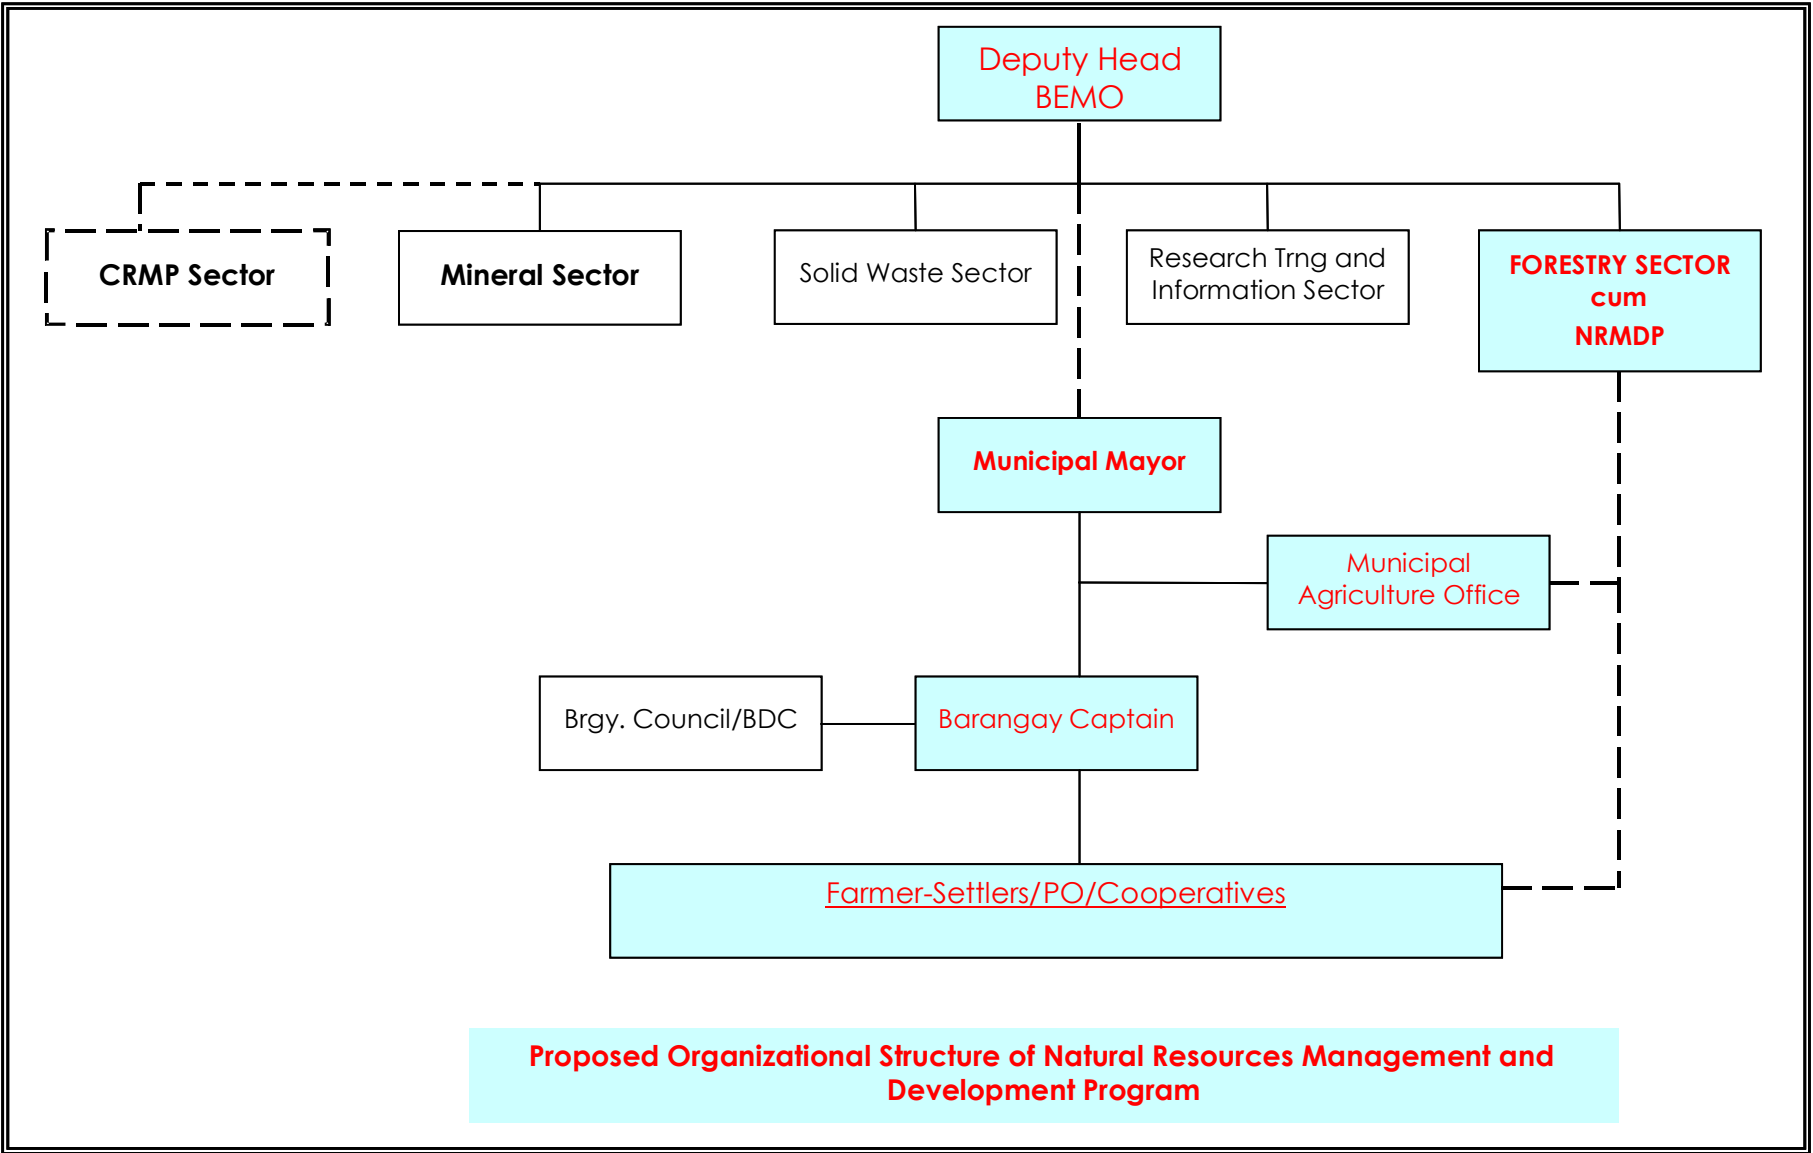 Deputy Head
BEMO
CRMP Sector
Mineral Sector
Solid Waste Sector
Research Trng and
Information Sector
FORESTRY SECTOR
cum
NRMDP
Municipal Mayor
Municipal
Agriculture Office
Brgy. Council/BDC
Barangay Captain
Farmer-Settlers/PO/Cooperatives
Proposed Organizational Structure of Natural Resources Management and
Development Program